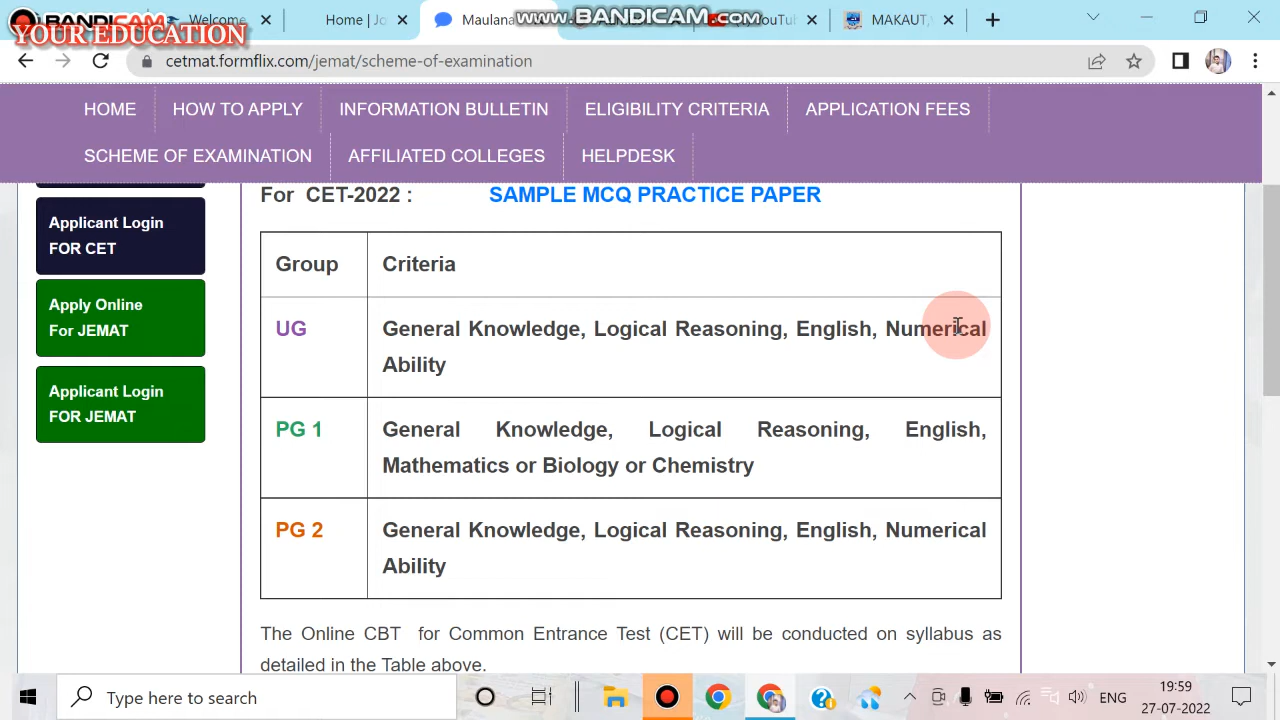 BANDICAM
YOUR EDUCATION
Welcome
Home | Jo
Maulana
www.BANDICAM.com
YouTub
MAKAUT,
cetmat.formflix.com/jemat/scheme-of-examination
HOME
HOW TO APPLY
INFORMATION BULLETIN
ELIGIBILITY CRITERIA
APPLICATION FEES
SCHEME OF EXAMINATION
AFFILIATED COLLEGES
HELPDESK
Applicant Login
FOR CET
Apply Online
For JEMAT
Applicant Login
FOR JEMAT
For CET-2022 : SAMPLE MCQ PRACTICE PAPER
Group Criteria
UG General Knowledge, Logical Reasoning, English, Numerical
Ability
PG 1 General Knowledge, Logical Reasoning, English,
Mathematics or Biology or Chemistry
PG 2 General Knowledge, Logical Reasoning, English, Numerical
Ability
The Online CBT for Common Entrance Test (CET) will be conducted on syllabus as
detailed in the Table above.
Type here to search
ENG
19:59
27-07-2022